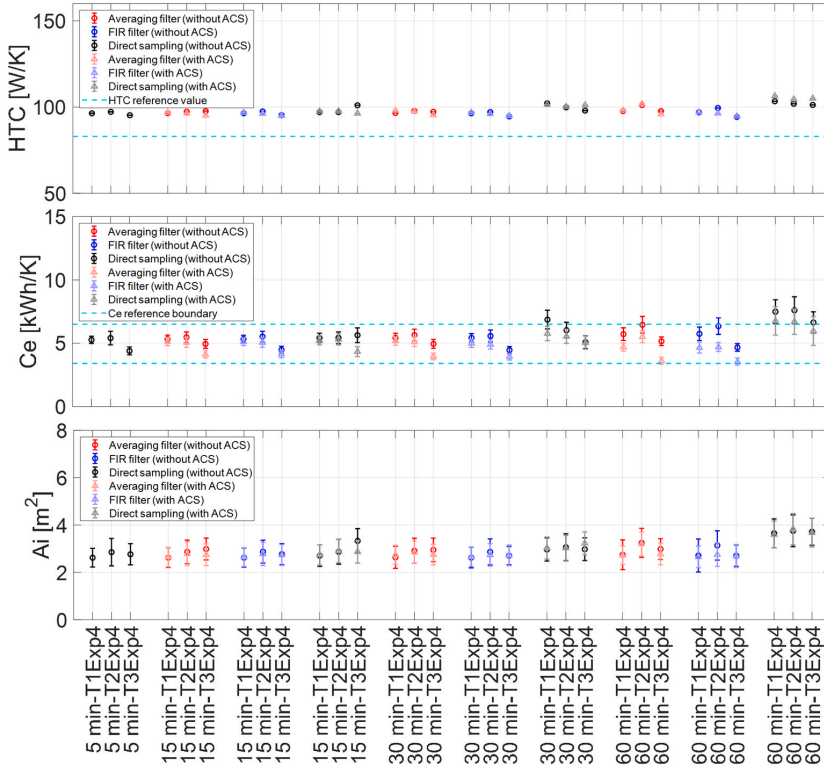 HTC [W/K]
150
100
50
Averaging filter (without ACS)
FIR filter (without ACS)
Direct sampling (without ACS)
Averaging filter (with ACS)
FIR filter (with ACS)
Direct sampling (with ACS)
HTC reference value
Ce [kWh/K]
15
10
5
0
Averaging filter (without ACS)
FIR filter (without ACS)
Direct sampling (without ACS)
Averaging filter (with ACS)
FIR filter (with ACS)
Direct sampling (with ACS)
Ce reference boundary
Ai [m²]
8
6
4
2
0
Averaging filter (without ACS)
FIR filter (without ACS)
Direct sampling (without ACS)
Averaging filter (with ACS)
FIR filter (with ACS)
Direct sampling (with ACS)
5 min-T1Exp4
5 min-T2Exp4
5 min-T3Exp4
15 min-T1Exp4
15 min-T2Exp4
15 min-T3Exp4
15 min-T1Exp4
15 min-T2Exp4
15 min-T3Exp4
15 min-T1Exp4
15 min-T2Exp4
15 min-T3Exp4
30 min-T1Exp4
30 min-T2Exp4
30 min-T3Exp4
30 min-T1Exp4
30 min-T2Exp4
30 min-T3Exp4
30 min-T1Exp4
30 min-T2Exp4
30 min-T3Exp4
60 min-T1Exp4
60 min-T2Exp4
60 min-T3Exp4
60 min-T1Exp4
60 min-T2Exp4
60 min-T3Exp4
60 min-T1Exp4
60 min-T2Exp4
60 min-T3Exp4